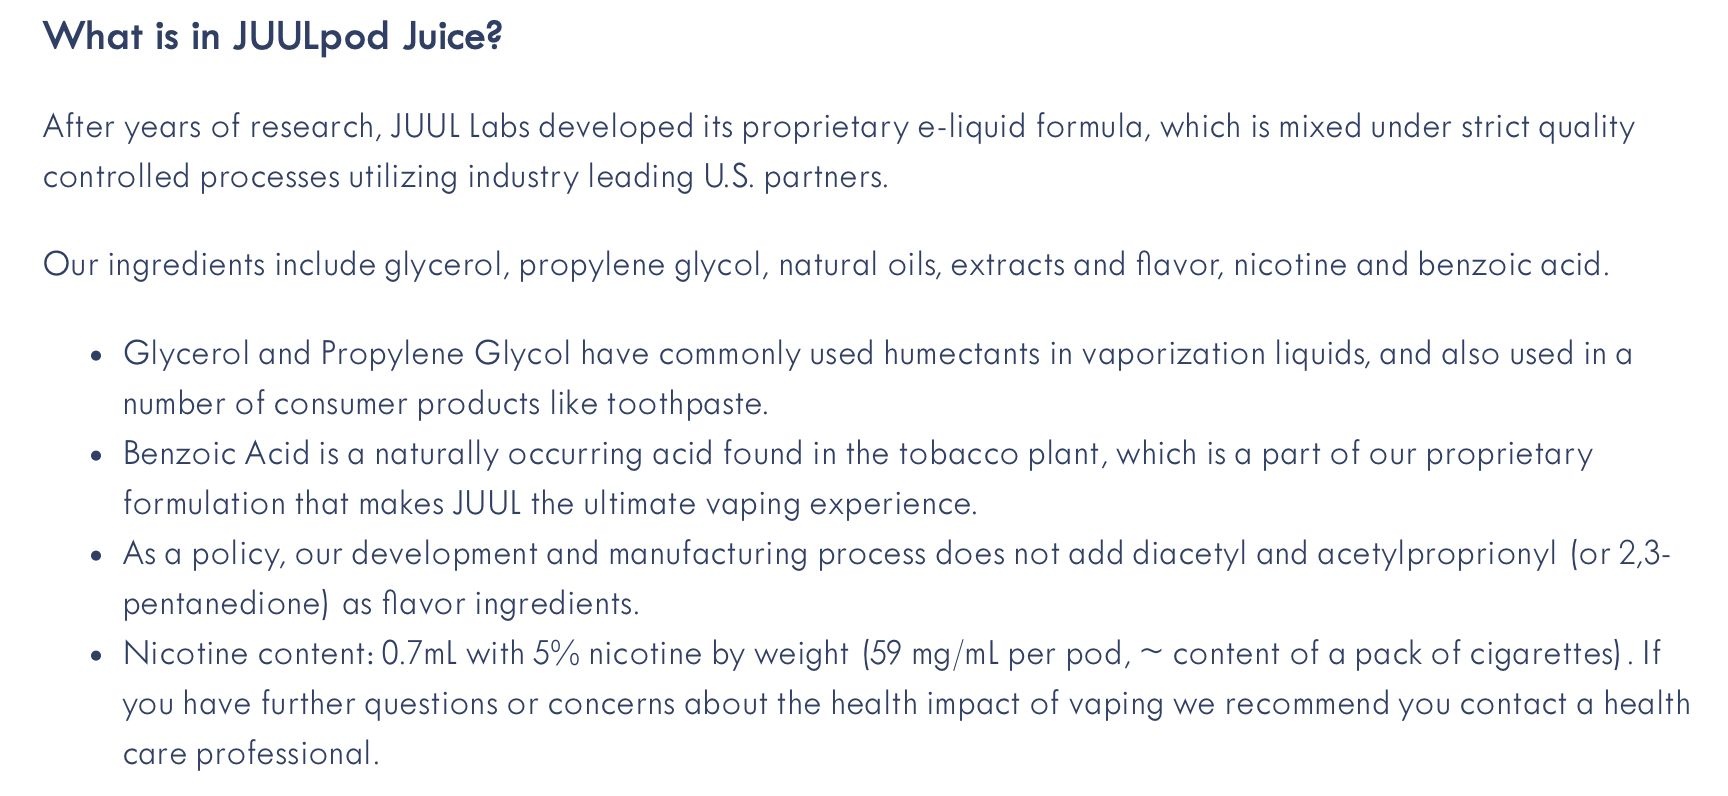 What is in JUULpod Juice?
After years of research, JUUL Labs developed its proprietary e-liquid formula, which is mixed under strict quality
controlled processes utilizing industry leading U.S. partners.
Our ingredients include glycerol, propylene glycol, natural oils, extracts and flavor, nicotine and benzoic acid.
• Glycerol and Propylene Glycol have commonly used humectants in vaporization liquids, and also used in a
number of consumer products like toothpaste.
• Benzoic Acid is a naturally occurring acid found in the tobacco plant, which is a part of our proprietary
formulation that makes JUUL the ultimate vaping experience.
• As a policy, our development and manufacturing process does not add diacetyl and acetylproprionyl (or 2,3-
pentanedione) as flavor ingredients.
• Nicotine content: 0.7mL with 5% nicotine by weight (59 mg/mL per pod, ~ content of a pack of cigarettes). If
you have further questions or concerns about the health impact of vaping we recommend you contact a health
care professional.